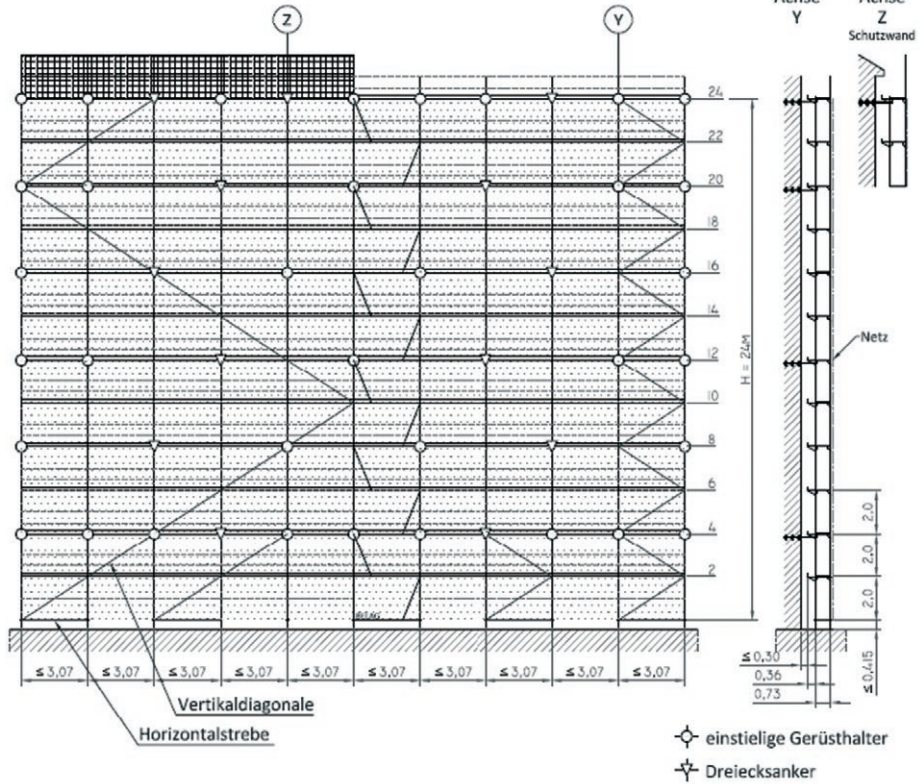 Achse
Y
Achse
Z
Schutzwand
Z
Y
24
22
20
18
16
14
12
10
8
6
4
2
H = 24M
Netz
2,0
2,0
2,0
BELAG
≤ 3,07
≤ 3,07
≤ 3,07
≤ 3,07
≤ 3,07
≤ 3,07
≤ 3,07
≤ 3,07
≤ 3,07
≤ 3,07
≤ 0,30
0,36
0,73
≤ 0,415
Vertikaldiagonale
Horizontalstrebe
einstielige Gerüsthalter
Dreiecksanker